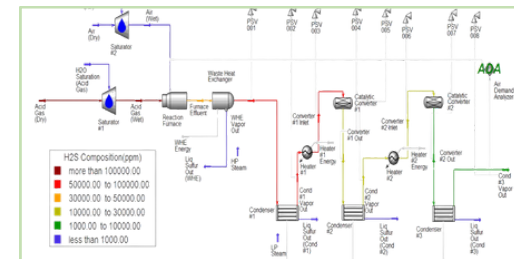 Air
(Dry)
Air
(Wet)
Saturator
#2
PSV
001
PSV
002
PSV
003
PSV
004
PSV
005
PSV
006
PSV
007
PSV
008
H2O
Saturation
(Acid
Gas)
Acid
Gas
(Dry)
Saturator
#1
Acid
Gas
(Wet)
Reaction
Furnace
Furnace
Effluent
Waste Heat
Exchanger
WHE
Vapor
Out
WHE
Energy
Liq
Sulfur Out
(WHE)
HP
Steam
Converter
#1 Inlet
Catalytic
Converter
#1
Converter
#1 Out
Heater
#1
Energy
Heater
#1
Cond
#1
Vapor
Out
Condenser
#1
LP
Steam
Liq
Sulfur
Out
(Cond
#1)
Converter
#2 Inlet
Catalytic
Converter
#2
Converter
#2 Out
Heater
#2
Energy
Heater
#2
Cond
#2
Vapor
Out
Condenser
#2
Liq
Sulfur
Out
(Cond
#2)
Condenser
#3
Cond
#3
Vapor
Out
Liq
Sulfur
Out
(Cond #3)
AQA
Air
Demand
Analyzer
H2S Composition(ppm)
more than 100000.00
50000.00 to 100000.00
30000.00 to 50000.00
10000.00 to 30000.00
1000.00 to 10000.00
less than 1000.00